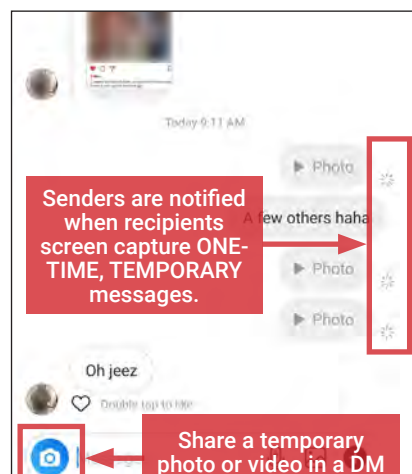 Today 9:11 AM
▶ Photo
Senders are notified
when recipients
screen capture ONE-
TIME, TEMPORARY
messages.
few others haha
▶ Photo
▶ Photo
Oh jeez
Double tap to like
Share a temporary
photo or video in a DM